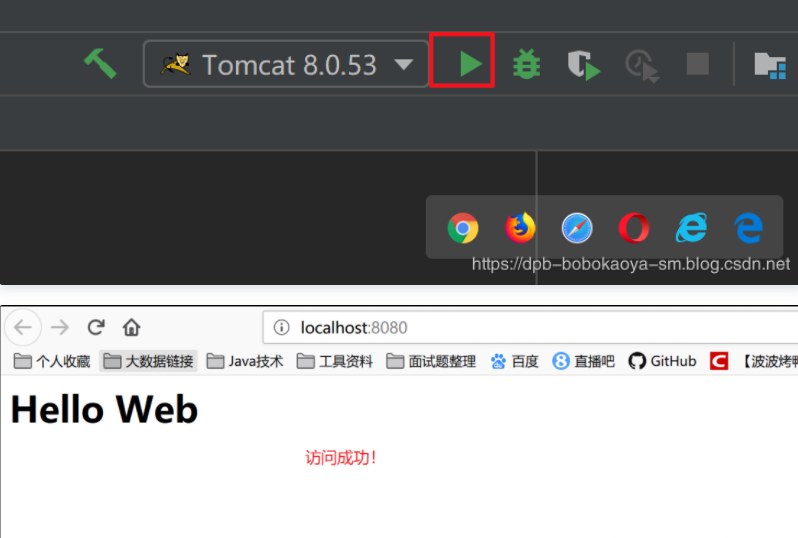 Tomcat 8.0.53
https://dpb-bobokaoya-sm.blog.csdn.net
localhost:8080
个人收藏 大数据链接 Java技术 工具资料 面试题整理 百度 直播吧 GitHub 【波波烤鸭
Hello Web
访问成功！